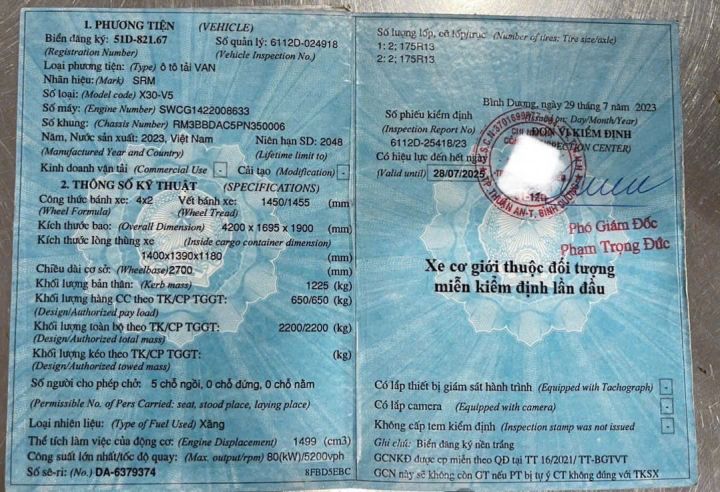 1. PHƯƠNG TIỆN (VEHICLE)
Biển đăng ký: 51D-821.67 Số quản lý: 6112D-024918
(Registration Number) (Vehicle Inspection No.)
Loại phương tiện: (Type) ô tô tải VAN
Nhãn hiệu: (Mark) SRM
Số loại: (Model code) X30-V5
Số máy: (Engine Number) SWCG1422008633
Số khung: (Chassis Number) RM3BBDAC5PN350006
Năm, Nước sản xuất: 2023, Việt Nam Niên hạn SD: 2048
(Manufactured Year and Country) (Lifetime limit to)
Kinh doanh vận tải (Commercial Use - Cải tạo (Modification) -
2. THÔNG SỐ KỸ THUẬT (SPECIFICATIONS)
Công thức bánh xe: 4x2 Vết bánh xe: 1450/1455 (mm)
(Wheel Formula) (Wheel Tread)
Kích thước bao: (Overall Dimension) 4200 x 1695 x 1900 (mm)
Kích thước lòng thùng xe (Inside cargo container dimension)
1400x1390x1180 (mm)
Chiều dài cơ sở: (Wheelbase) 2700 (mm)
Khối lượng bản thân: (Kerb mass) 1225 (kg)
Khối lượng hàng CC theo TK/CP TGGT: 650/650 (kg)
(Design/Authorized pay load)
Khối lượng toàn bộ theo TK/CP TGGT: 2200/2200 (kg)
(Design/Authorized total mass)
Khối lượng kéo theo TK/CP TGGT: (kg)
(Design/Authorized towed mass)
Số người cho phép chở: 5 chỗ ngồi, 0 chỗ đứng, 0 chỗ nằm
(Permissible No. of Pers Carried: seat, stood place, laying place)
Loại nhiên liệu: (Type of Fuel Used) Xăng
Thể tích làm việc của động cơ: (Engine Displacement) 1499 (cm3)
Công suất lớn nhất/tốc độ quay: (Max. output/rpm) 80(kW)/5200vph
Số sê-ri: (No.) DA-6379374 8FBD5EBC
Số lượng lốp, cỡ lốp/trục (Number of tires: Tire size/axle)
1: 2; 175R13
2: 2; 175R13
Bình Dương, ngày 29 tháng 7 năm 2023
(Issued on: Day/Month/Year)
Số phiếu kiểm định ĐƠN VỊ KIỂM ĐỊNH
(Inspection Report No) (INSPECTION CENTER)
6112D-25418/23
Có hiệu lực đến hết ngày
(Valid until) 28/07/2025
TP THUẬN AN-T. BÌNH DƯƠNG
Phó Giám Đốc
Phạm Trọng Đức
Xe cơ giới thuộc đối tượng
miễn kiểm định lần đầu
Có lắp thiết bị giám sát hành trình (Equipped with Tachograph) -
Có lắp camera (Equipped with camera) -
Không cấp tem kiểm định (Inspection stamp was not issued -
Ghi chú: Biển đăng ký nền trắng
GCNKĐ được cp miễn theo QD tại TT 16/2021/ TT-BGTVT
GCN này sẽ không còn GT nếu PT bị tự ý CT không đúng với TKSX